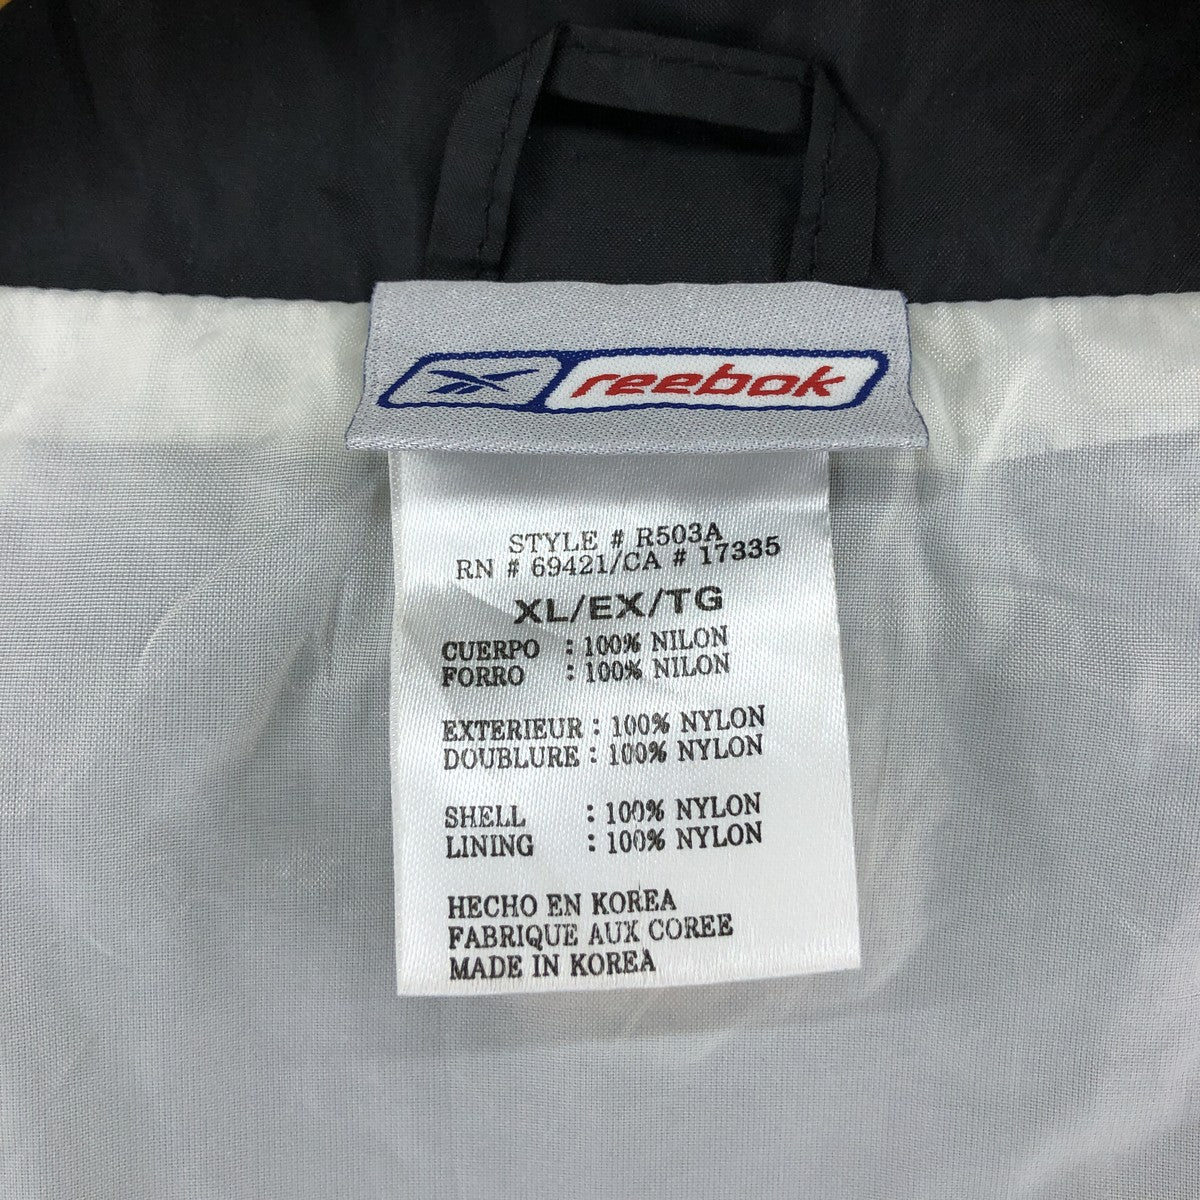 reebok
STYLE # R503A
RN # 69421/CA # 17335
XL/EX/TG
CUERPO : 100% NILON
FORRO : 100% NILON
EXTERIEUR : 100% NYLON
DOUBLURE : 100% NYLON
SHELL : 100% NYLON
LINING : 100% NYLON
HECHO EN KOREA
FABRIQUE AUX COREE
MADE IN KOREA